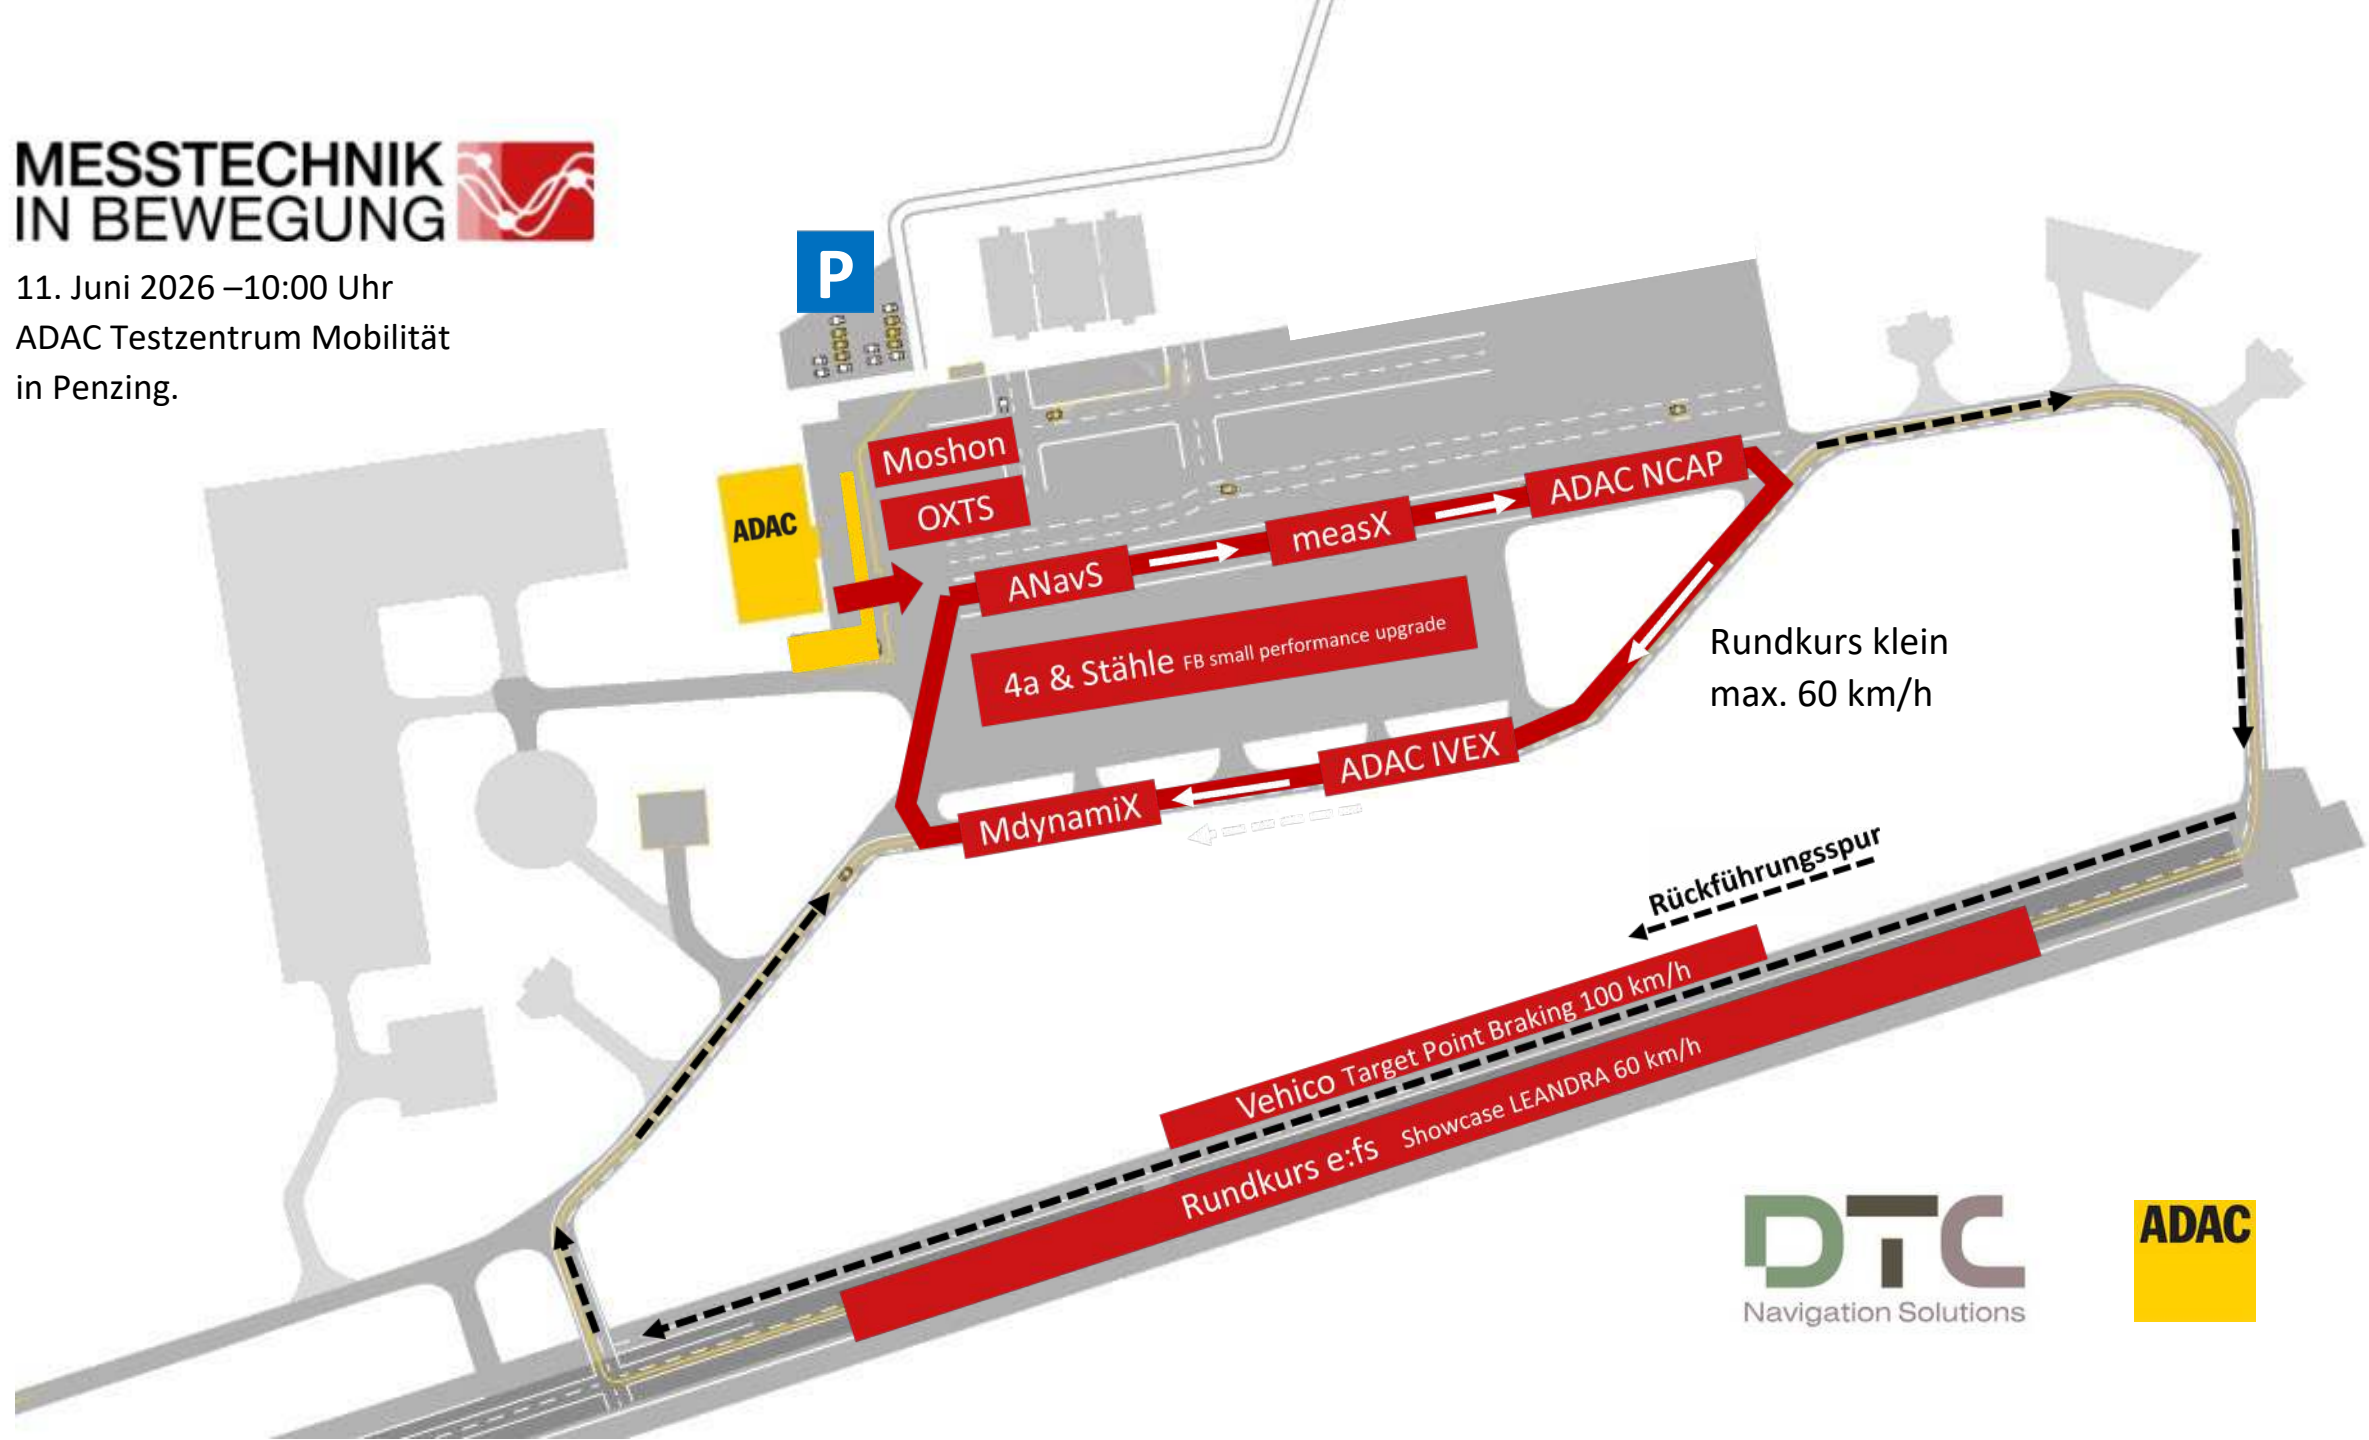 MESSTECHNIK
IN BEWEGUNG
11. Juni 2026 –10:00 Uhr
ADAC Testzentrum Mobilität
in Penzing.
P
ADAC
Moshon
OXTS
ANavS
measX
ADAC NCAP
4a & Stähle FB small performance upgrade
Rundkurs klein
max. 60 km/h
ADAC IVEX
MdynamiX
Rückführungsspur
Vehico Target Point Braking 100 km/h
Rundkurs e:fs Showcase LEANDRA 60 km/h
DTC
Navigation Solutions
ADAC